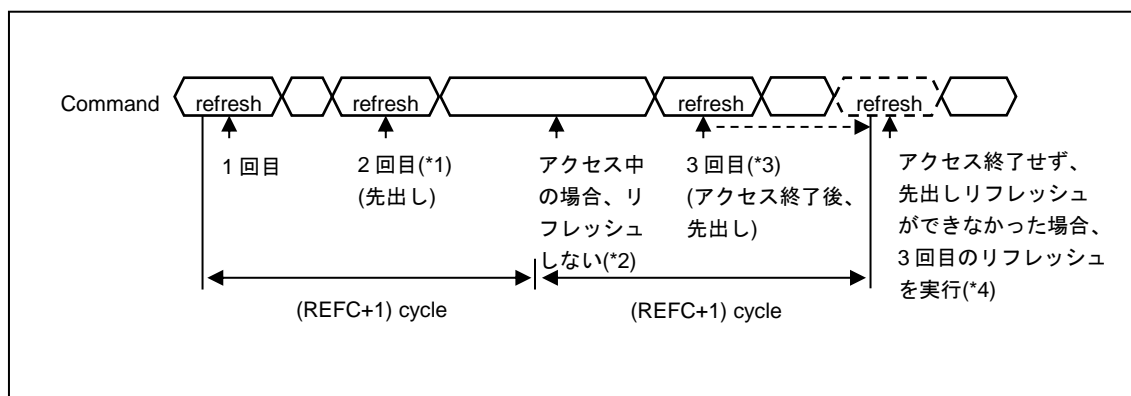 Command refresh refresh refresh refresh
1 回目
2 回目(*1)
(先出し)
アクセス中
の場合、リ
フレッシュ
しない(*2)
3 回目(*3)
(アクセス終了後、
先出し)
アクセス終了せず、
先出しリフレッシュ
ができなかった場合、
3 回目のリフレッシュ
を実行(*4)
(REFC+1) cycle
(REFC+1) cycle